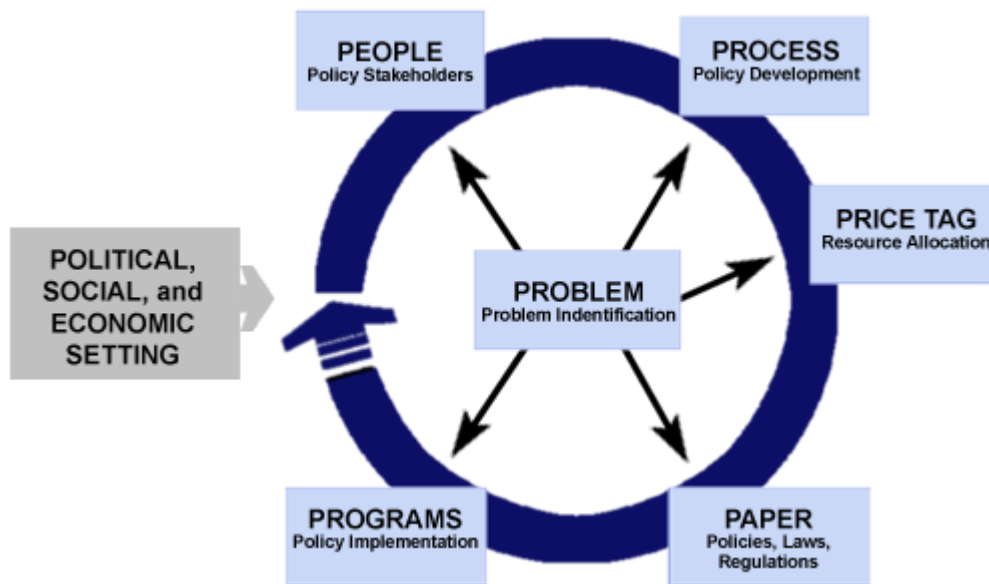 PEOPLE
Policy Stakeholders
PROCESS
Policy Development
PRICE TAG
Resource Allocation
POLITICAL,
SOCIAL, and
ECONOMIC
SETTING
PROBLEM
Problem Indentification
PROGRAMS
Policy Implementation
PAPER
Policies, Laws,
Regulations